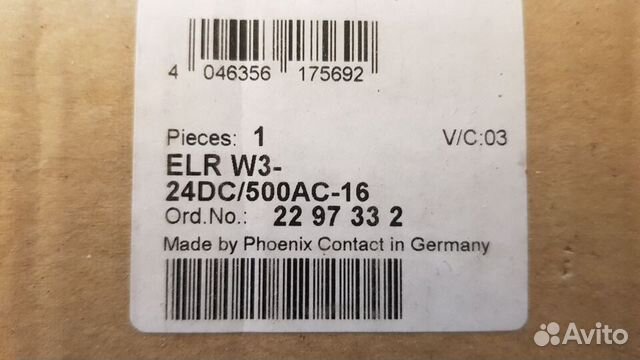 4 046356 175692
Pieces: 1 V/C:03
ELR W3-
24DC/500AC-16
Ord.No.: 22 97 33 2
Made by Phoenix Contact in Germany
Avito